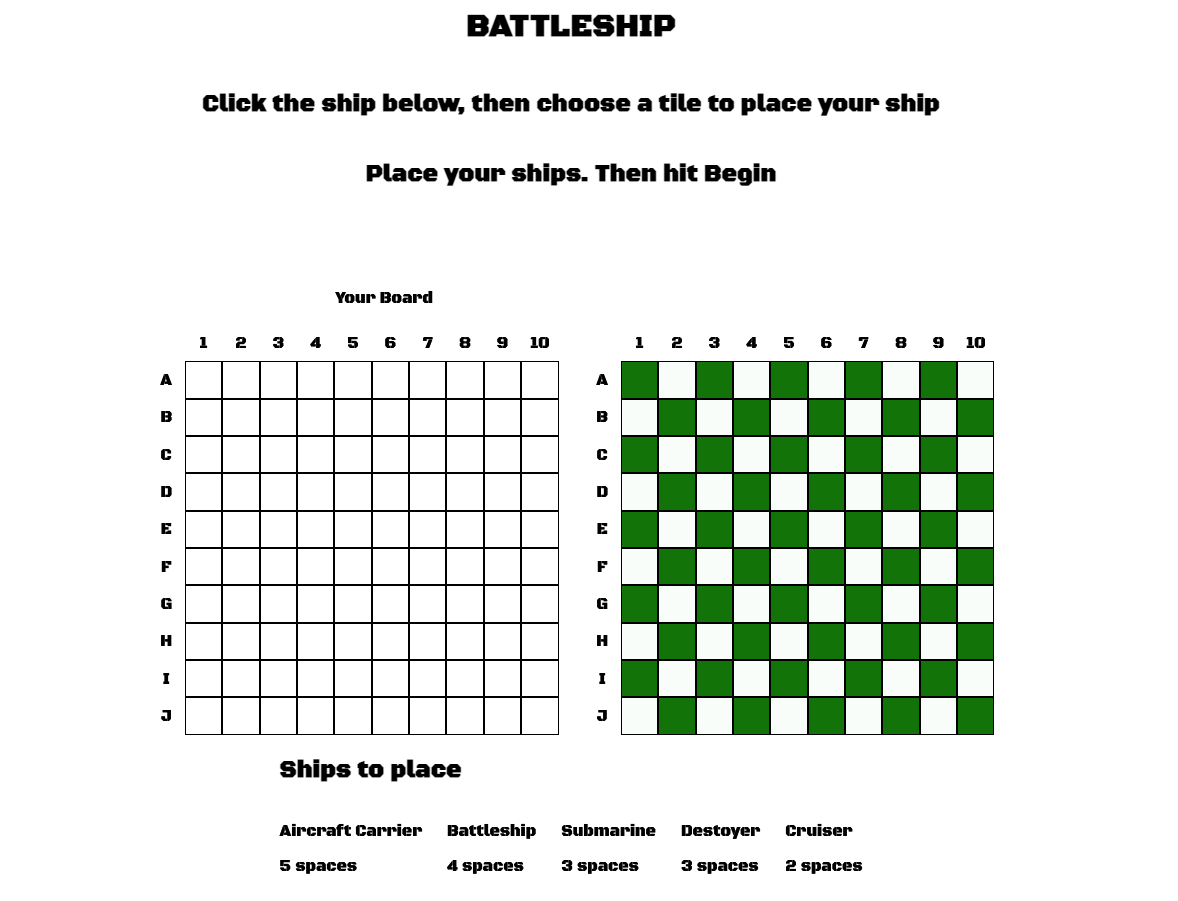 BATTLESHIP
Click the ship below, then choose a tile to place your ship
Place your ships. Then hit Begin
Your Board
1 2 3 4 5 6 7 8 9 10
A
B
C
D
E
F
G
H
I
J
1 2 3 4 5 6 7 8 9 10
A
B
C
D
E
F
G
H
I
J
Ships to place
Aircraft Carrier Battleship Submarine Destoyer Cruiser
5 spaces 4 spaces 3 spaces 3 spaces 2 spaces